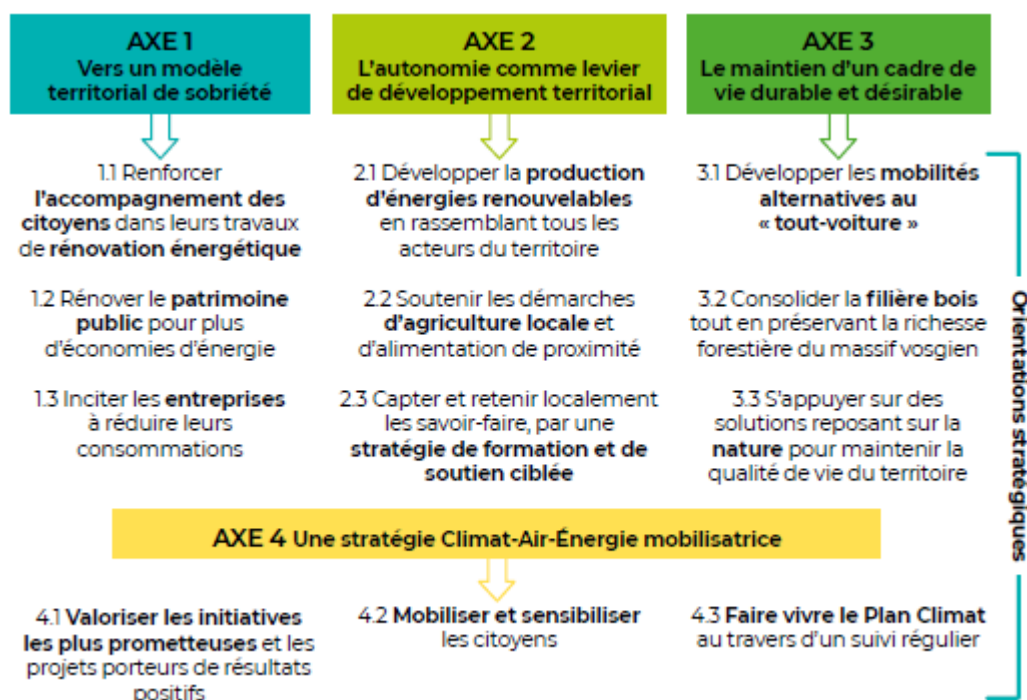 AXE 1
Vers un modèle
territorial de sobriété
1.1 Renforcer
l'accompagnement des
citoyens dans leurs travaux
de rénovation énergétique
1.2 Rénover le patrimoine
public pour plus
d'économies d'énergie
1.3 Inciter les entreprises
à réduire leurs
consommations
AXE 2
L'autonomie comme levier
de développement territorial
2.1 Développer la production
d'énergies renouvelables
en rassemblant tous les
acteurs du territoire
2.2 Soutenir les démarches
d'agriculture locale et
d'alimentation de proximité
2.3 Capter et retenir localement
les savoir-faire, par une
stratégie de formation et de
soutien ciblée
AXE 3
Le maintien d'un cadre de
vie durable et désirable
3.1 Développer les mobilités
alternatives au
« tout-voiture »
3.2 Consolider la filière bois
tout en préservant la richesse
forestière du massif vosgien
3.3 S'appuyer sur des
solutions reposant sur la
nature pour maintenir la
qualité de vie du territoire
AXE 4 Une stratégie Climat-Air-Énergie mobilisatrice
4.1 Valoriser les initiatives
les plus prometteuses et les
projets porteurs de résultats
positifs
4.2 Mobiliser et sensibiliser
les citoyens
4.3 Faire vivre le Plan Climat
au travers d'un suivi régulier
Orientations stratégiques